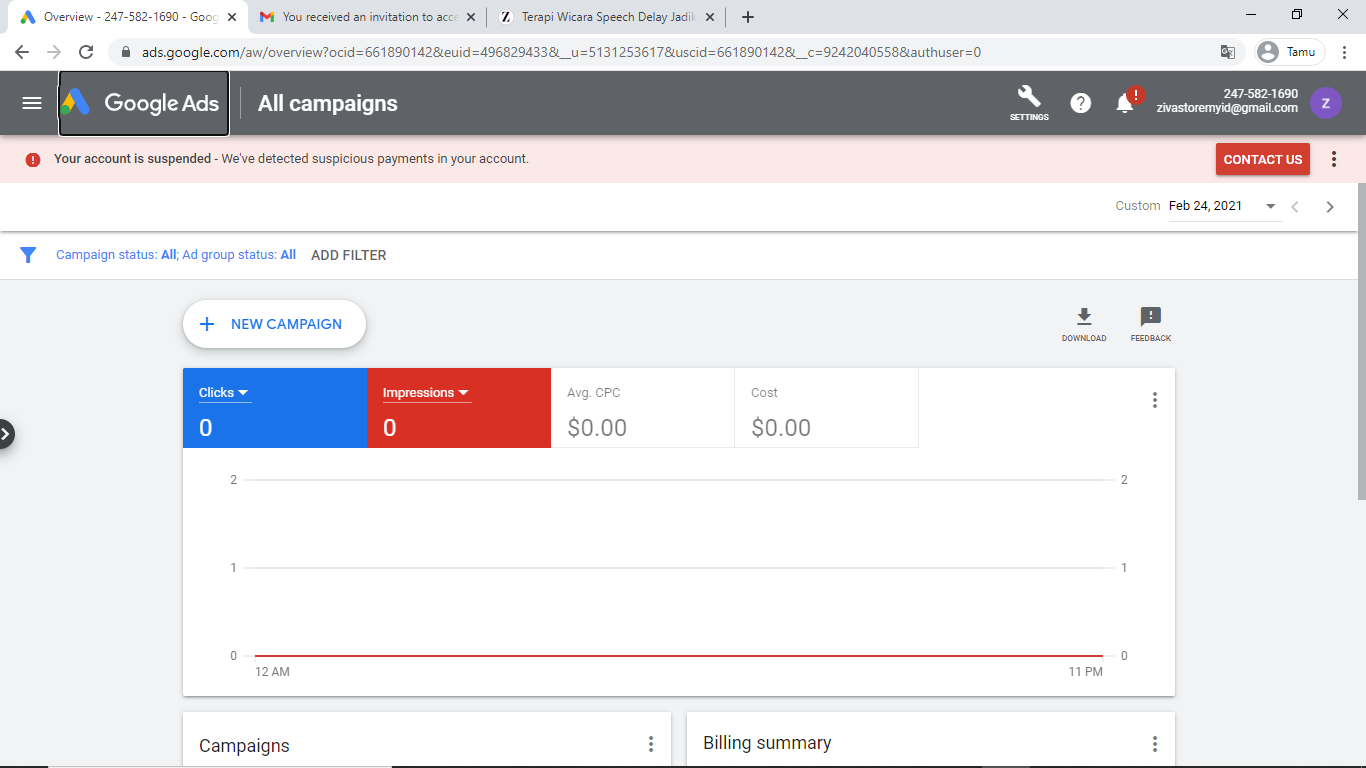 Overview - 247-582-1690 - Goog
You received an invitation to acce
Terapi Wicara Speech Delay Jadik
ads.google.com/aw/overview?ocid=661890142&euid=496829433&__u=5131253617&uscid=661890142&__c=9242040558&authuser=0
Tamu
Google Ads
All campaigns
SETTINGS
247-582-1690
zivastoremyid@gmail.com
Z
Your account is suspended - We've detected suspicious payments in your account.
CONTACT US
Custom Feb 24, 2021
Campaign status: All; Ad group status: All ADD FILTER
+ NEW CAMPAIGN
DOWNLOAD
FEEDBACK
Clicks
0
Impressions
0
Avg. CPC
$0.00
Cost
$0.00
2 2
1 1
0 0
12 AM 11 PM
Campaigns
Billing summary